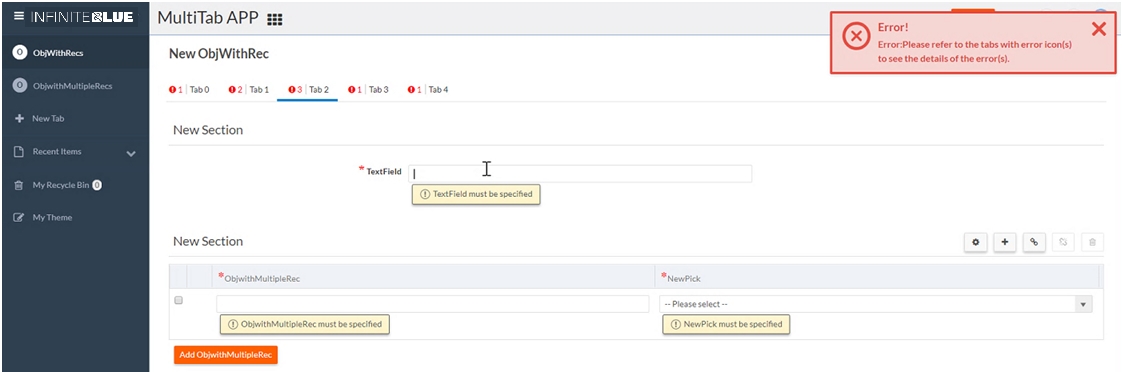 INFINITEBLUE
MultiTab APP
Error!
Error:Please refer to the tabs with error icon(s)
to see the details of the error(s).
O ObjWithRecs
O ObjwithMultipleRecs
New Tab
Recent Items
My Recycle Bin 0
My Theme
New ObjWithRec
1 Tab 0 2 Tab 1 3 Tab 2 1 Tab 3 1 Tab 4
New Section
* TextField
TextField must be specified
New Section
*ObjwithMultipleRec *NewPick
-- Please select --
ObjwithMultipleRec must be specified NewPick must be specified
Add ObjwithMultipleRec